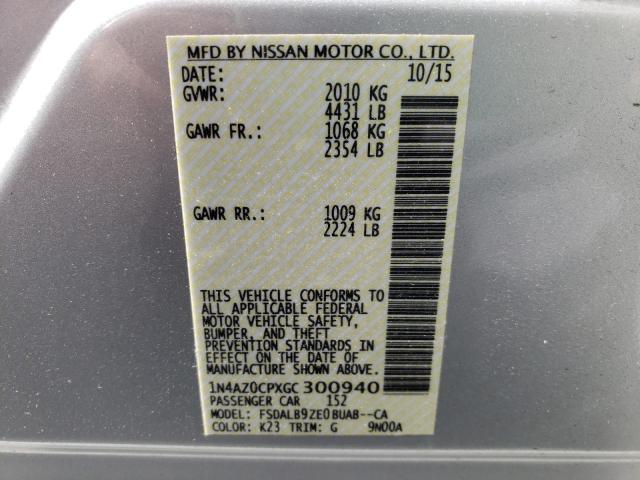 MFD BY NISSAN MOTOR CO., LTD.
DATE: 10/15
GVWR: 2010 KG
4431 LB
GAWR FR.: 1068 KG
2354 LB
GAWR RR.: 1009 KG
2224 LB
THIS VEHICLE CONFORMS TO
ALL APPLICABLE FEDERAL
MOTOR VEHICLE SAFETY,
BUMPER, AND THEFT
PREVENTION STANDARDS IN
EFFECT ON THE DATE OF
MANUFACTURE SHOWN ABOVE.
1N4AZ0CPXGC300940
PASSENGER CAR 152
MODEL: FSDALB9ZE0BUAB--CA
COLOR: K23 TRIM: G 9N00A